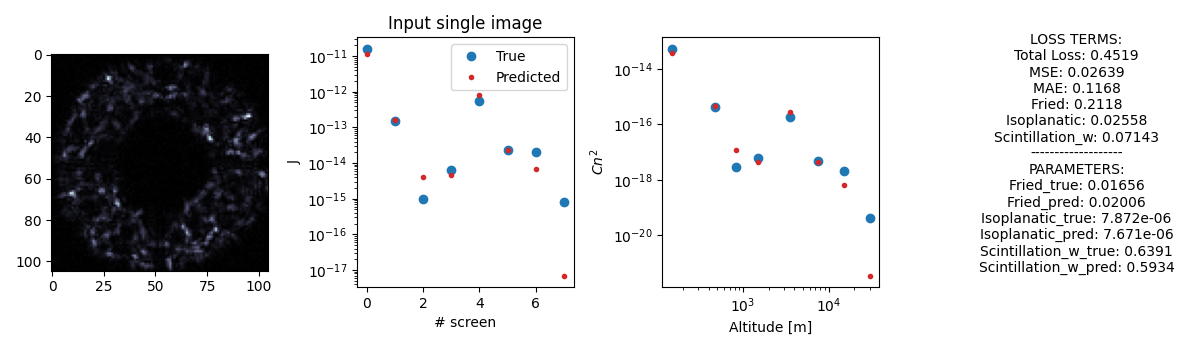 0
20
40
60
80
100
0
50
100
Input single image
True
Predicted
10⁻¹¹
10⁻¹²
10⁻¹³
10⁻¹⁴
10⁻¹⁵
10⁻¹⁶
10⁻¹⁷
J
0
2
4
6
# screen
10⁻¹⁴
10⁻¹⁶
10⁻¹⁸
10⁻²⁰
Cn²
10³
10⁴
Altitude [m]
LOSS TERMS:
Total Loss: 0.4519
MSE: 0.02639
MAE: 0.1168
Fried: 0.2118
Isoplanatic: 0.02558
Scintillation_w: 0.07143
--------------------
PARAMETERS:
Fried_true: 0.01656
Fried_pred: 0.02006
Isoplanatic_true: 7.872e-06
Isoplanatic_pred: 7.671e-06
Scintillation_w_true: 0.6391
Scintillation_w_pred: 0.5934